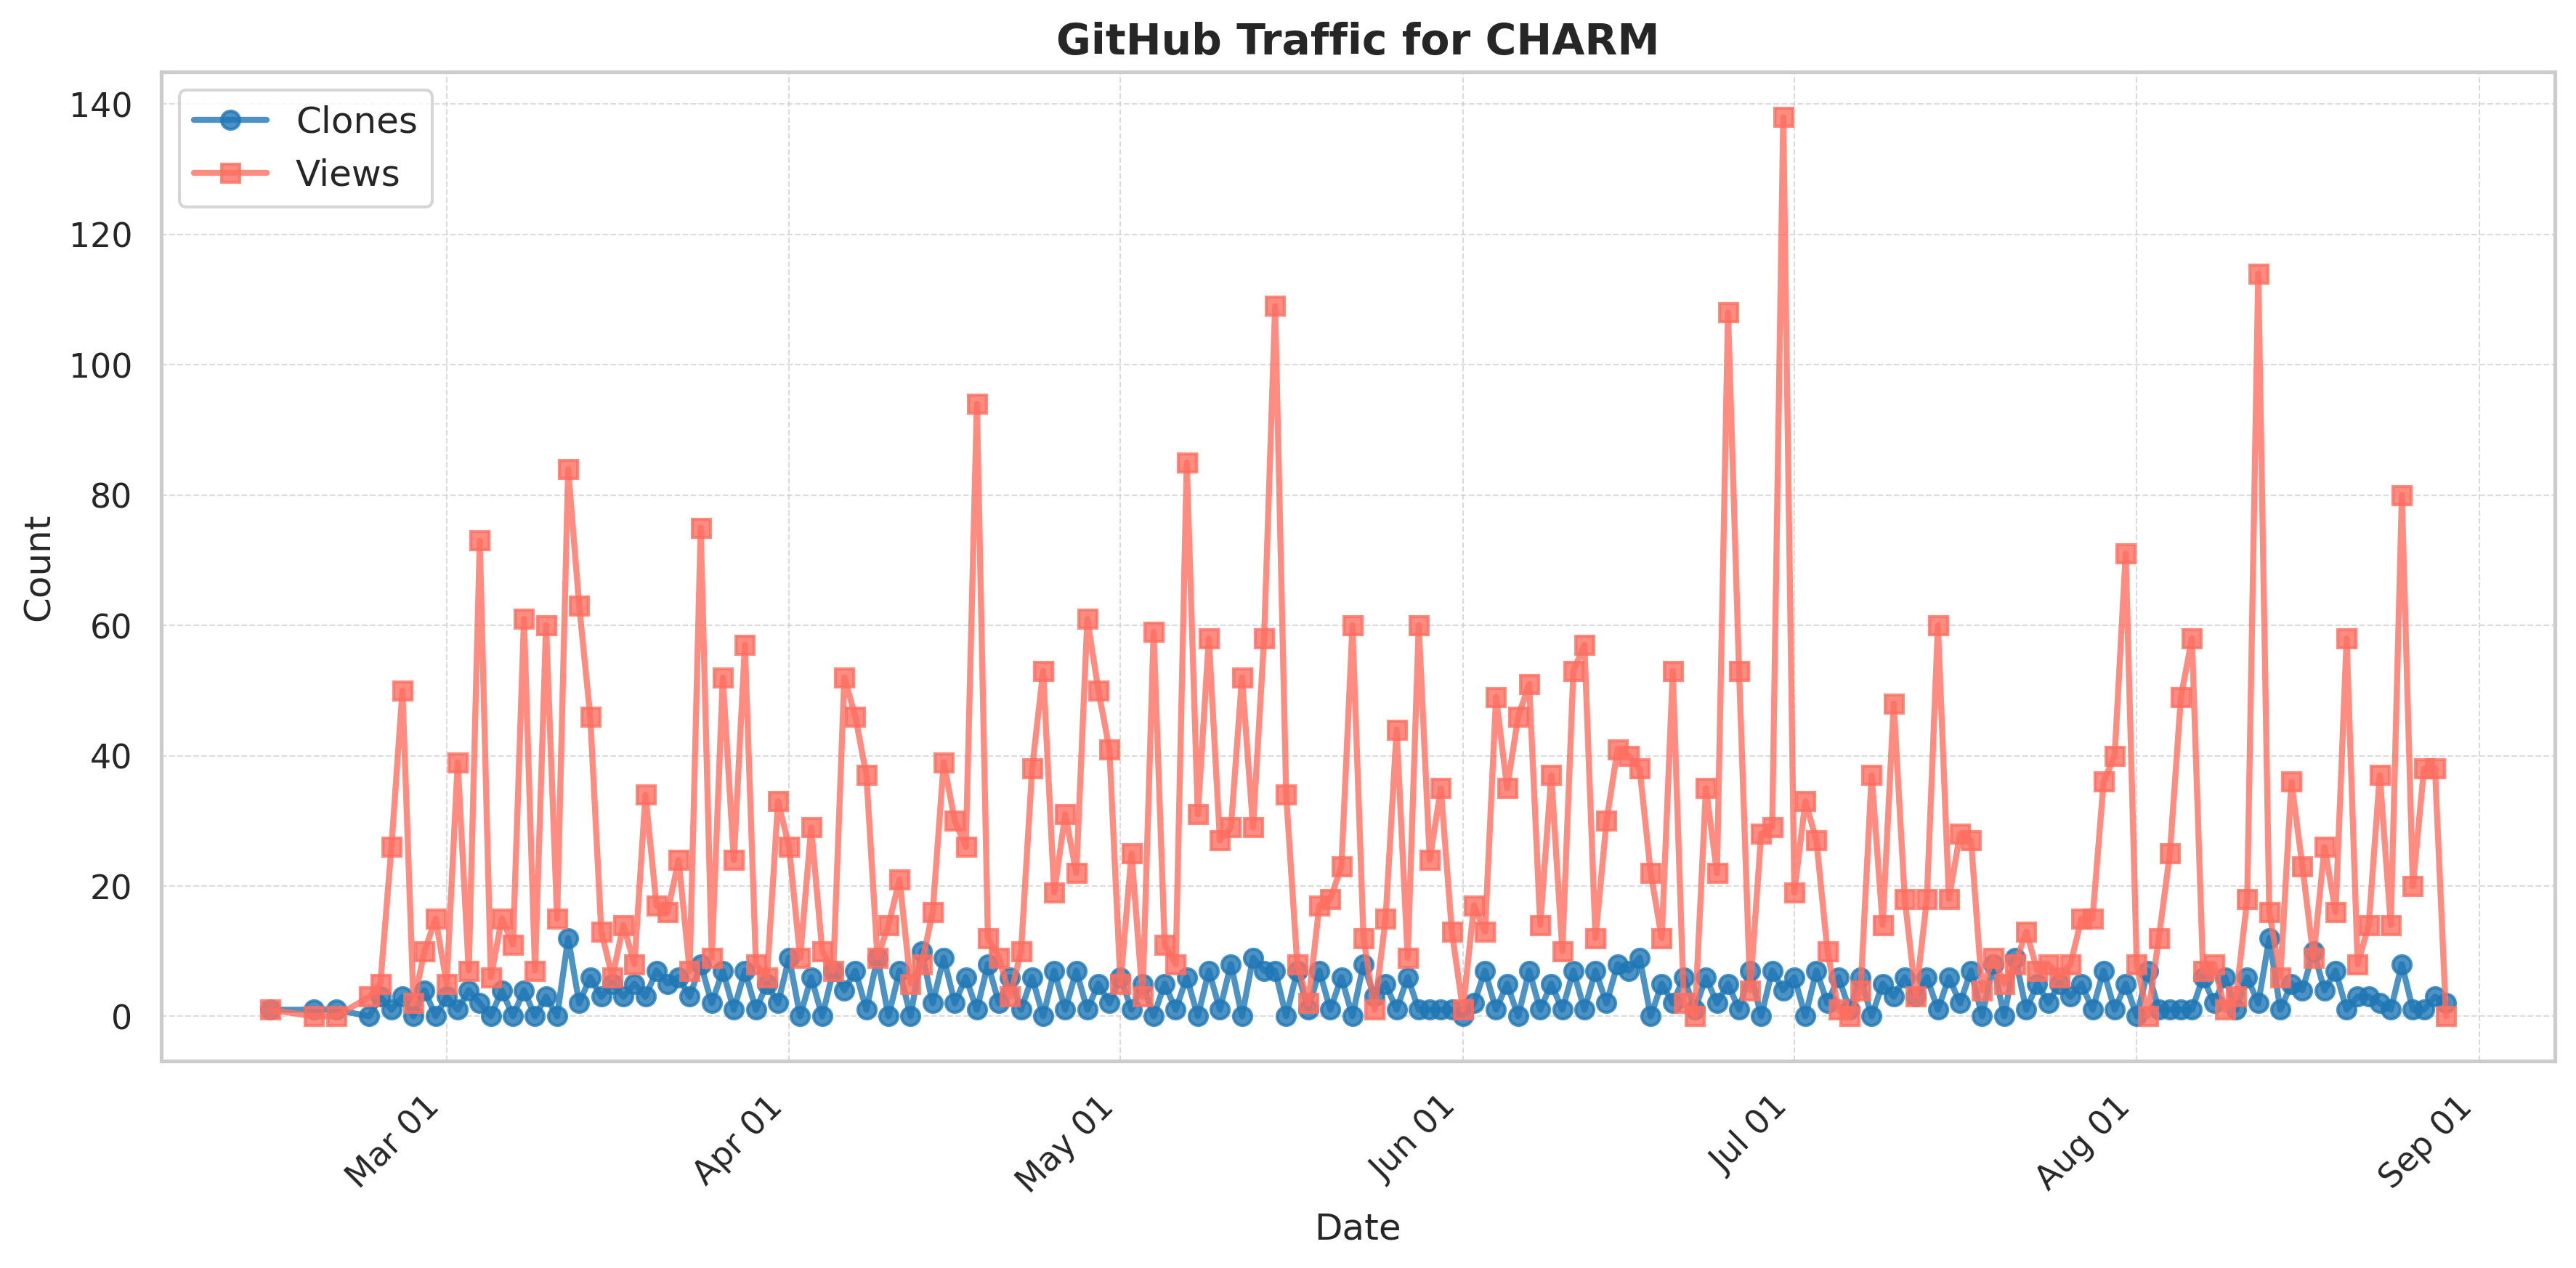 GitHub Traffic for CHARM
Clones
Views
140
120
100
80
60
40
20
0
Count
Mar 01
Apr 01
May 01
Jun 01
Jul 01
Aug 01
Sep 01
Date